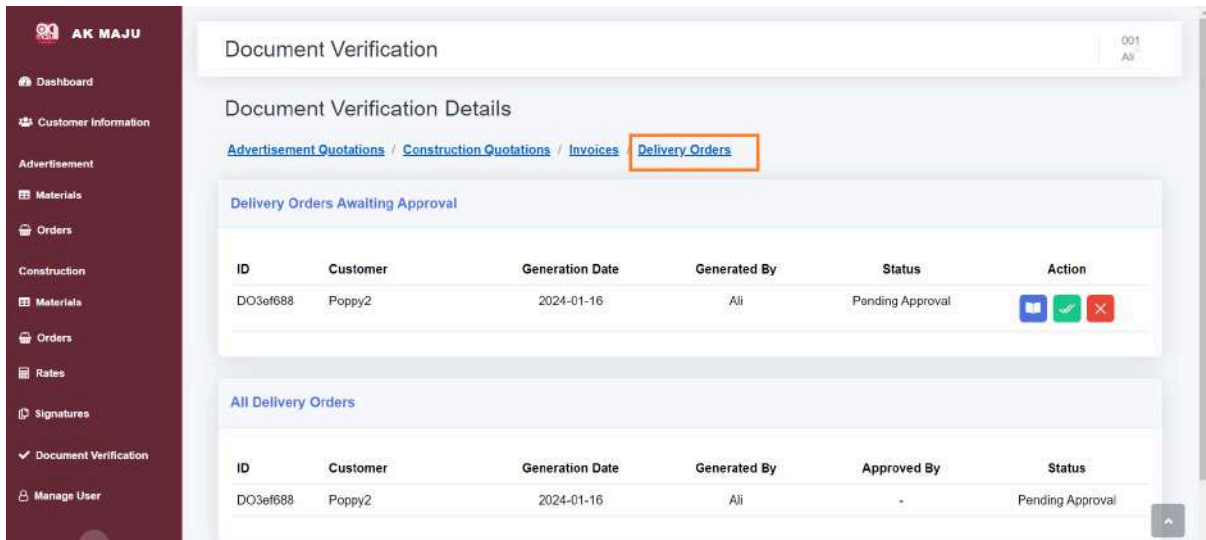 AK MAJU
Dashboard
Customer Information
Advertisement
Materials
Orders
Construction
Materials
Orders
Rates
Signatures
Document Verification
Manage User
Document Verification
001
Ali
Document Verification Details
Advertisement Quotations / Construction Quotations / Invoices / Delivery Orders
Delivery Orders Awaiting Approval
ID Customer Generation Date Generated By Status Action
DO3ef688 Poppy2 2024-01-16 Ali Pending Approval
All Delivery Orders
ID Customer Generation Date Generated By Approved By Status
DO3ef688 Poppy2 2024-01-16 Ali - Pending Approval